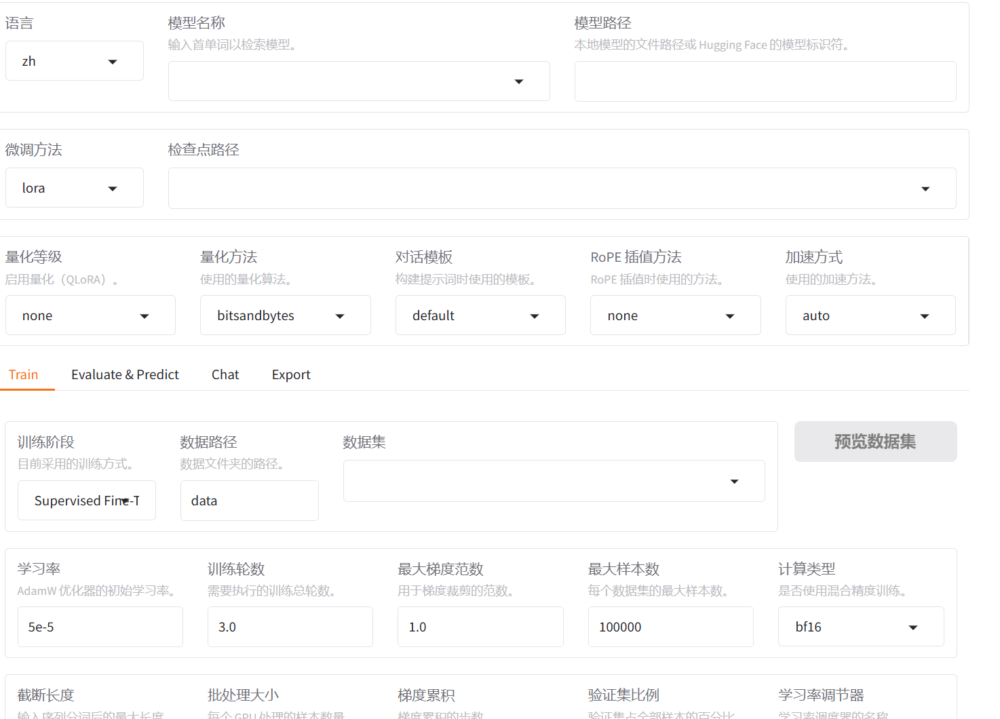 语言
模型名称
模型路径
输入首单词以检索模型。
本地模型的文件路径或 Hugging Face 的模型标识符。
zh
微调方法
检查点路径
lora
量化等级
量化方法
对话模板
RoPE 插值方法
加速方式
启用量化（QLoRA）。
使用的量化算法。
构建提示词时使用的模板。
RoPE 插值时使用的方法。
使用的加速方法。
none
bitsandbytes
default
none
auto
Train
Evaluate & Predict
Chat
Export
训练阶段
数据路径
数据集
预览数据集
目前采用的训练方式。
数据文件夹的路径。
Supervised Fine-T
data
学习率
训练轮数
最大梯度范数
最大样本数
计算类型
AdamW 优化器的初始学习率。
需要执行的训练总轮数。
用于梯度裁剪的范数。
每个数据集的最大样本数。
是否使用混合精度训练。
5e-5
3.0
1.0
100000
bf16
截断长度
批处理大小
梯度累积
验证集比例
学习率调节器
输入序列分词后的最大长度
每个 GPU 处理的样本数量
梯度累积的步数
验证集占全部样本的百分比
学习率调度器的名称